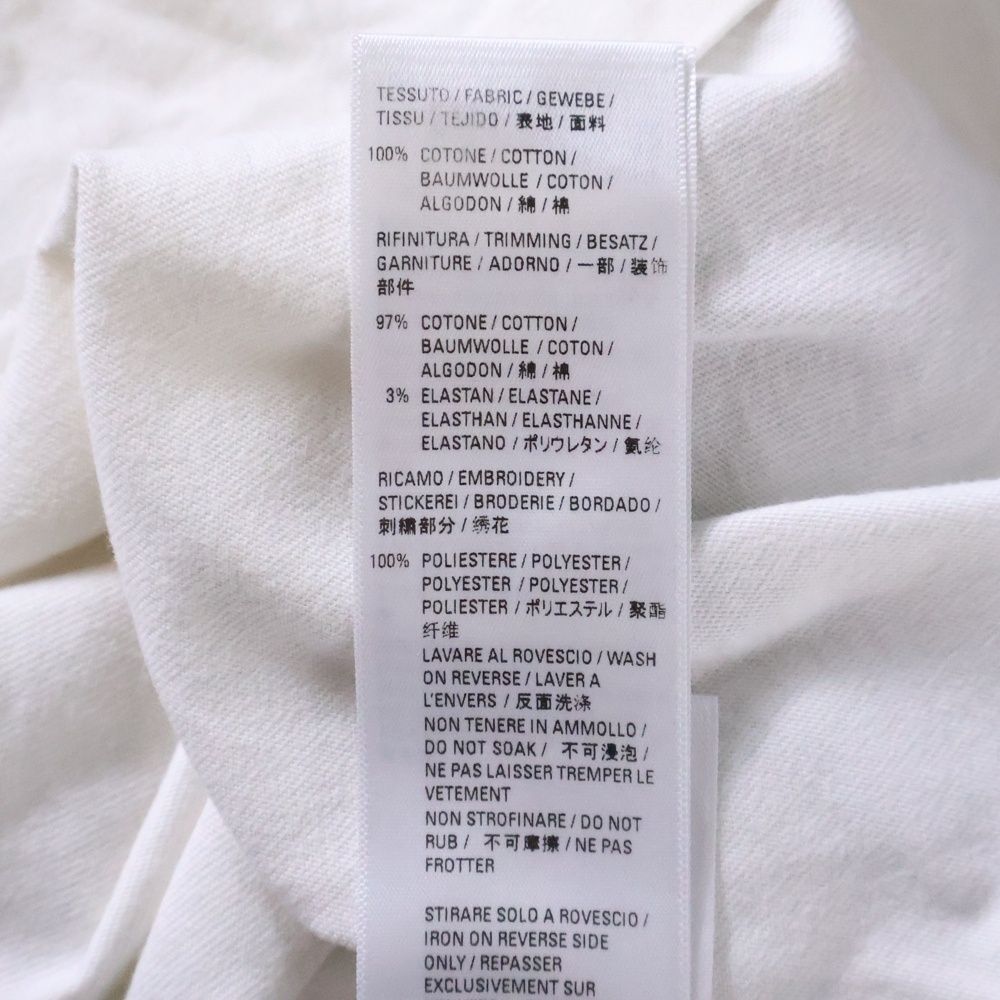 TESSUTO / FABRIC / GEWEBE /
TISSU / TEJIDO / 表地 / 面料
100% COTONE / COTTON /
BAUMWOLLE / COTON /
ALGODON / 綿 / 棉
RIFINITURA / TRIMMING / BESATZ /
GARNITURE / ADORNO / 一部 / 装饰
部件
97% COTONE / COTTON /
BAUMWOLLE / COTON /
ALGODON / 綿 / 棉
3% ELASTAN / ELASTANE /
ELASTHAN / ELASTHANNE /
ELASTANO / ポリウレタン / 氨纶
RICAMO / EMBROIDERY /
STICKEREI / BRODERIE / BORDADO /
刺繍部分 / 绣花
100% POLIESTERE / POLYESTER /
POLYESTER / POLYESTER /
POLIESTER / ポリエステル / 聚酯
纤维
LAVARE AL ROVESCIO / WASH
ON REVERSE / LAVER A
L'ENVERS / 反面洗涤
NON TENERE IN AMMOLLO /
DO NOT SOAK / 不可浸泡 /
NE PAS LAISSER TREMPER LE
VETEMENT
NON STROFINARE / DO NOT
RUB / 不可摩擦 / NE PAS
FROTTER
STIRARE SOLO A ROVESCIO /
IRON ON REVERSE SIDE
ONLY / REPASSER
EXCLUSIVEMENT SUR